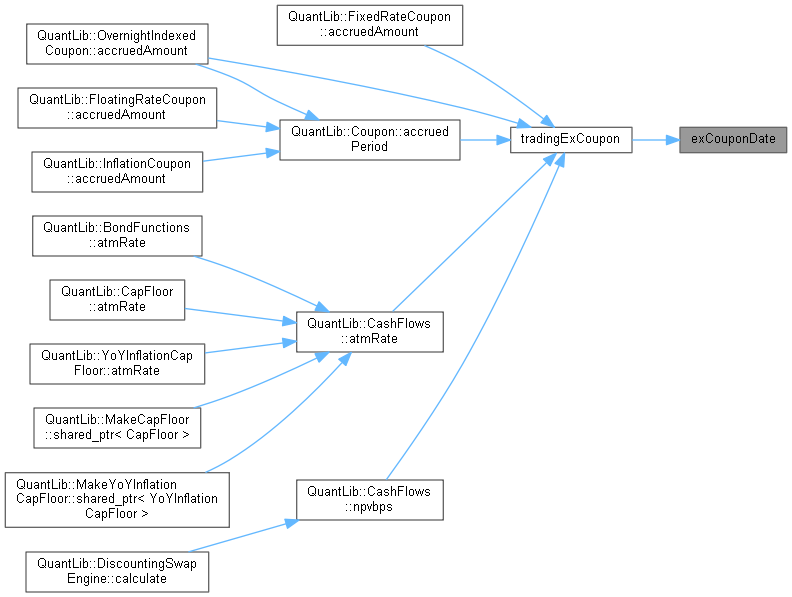 QuantLib::FixedRateCoupon
::accruedAmount
QuantLib::OvernightIndexed
Coupon::accruedAmount
QuantLib::FloatingRateCoupon
::accruedAmount
QuantLib::Coupon::accrued
Period
tradingExCoupon
exCouponDate
QuantLib::InflationCoupon
::accruedAmount
QuantLib::BondFunctions
::atmRate
QuantLib::CapFloor
::atmRate
QuantLib::CashFlows
::atmRate
QuantLib::YoYInflationCap
Floor::atmRate
QuantLib::MakeCapFloor
::shared_ptr< CapFloor >
QuantLib::MakeYoYInflation
CapFloor::shared_ptr< YoYInflation
CapFloor >
QuantLib::CashFlows
::npvbps
QuantLib::DiscountingSwap
Engine::calculate